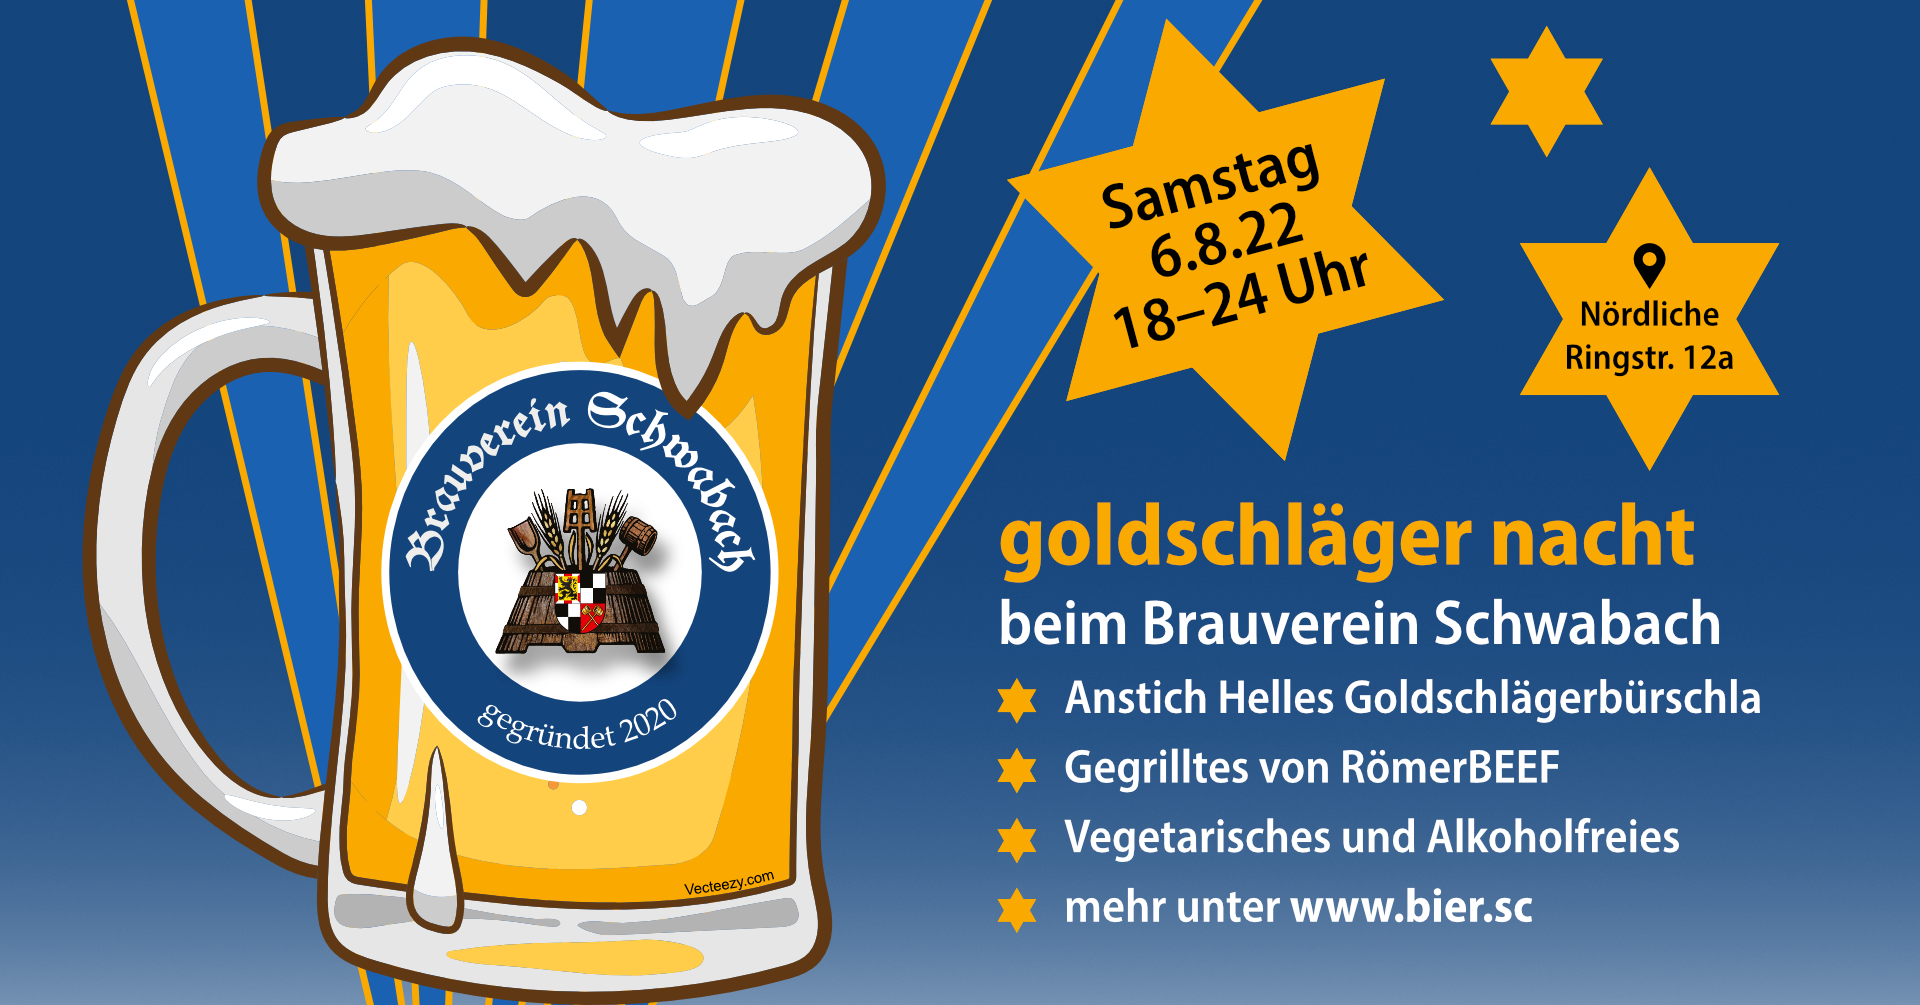 Samstag
6.8.22
18–24 Uhr
Nördliche
Ringstr. 12a
Brauverein Schwabach
gegründet 2020
Vecteezy.com
goldschläger nacht
beim Brauverein Schwabach
Anstich Helles Goldschlägerbürschla
Gegrilltes von RömerBEEF
Vegetarisches und Alkoholfreies
mehr unter www.bier.sc